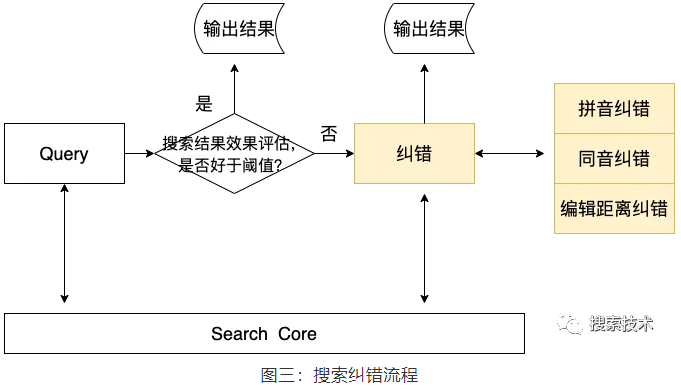 输出结果
输出结果
是
Query
搜索结果效果评估，
是否好于阈值？
否
纠错
拼音纠错
同音纠错
编辑距离纠错
Search Core
搜索技术
图三：搜索纠错流程